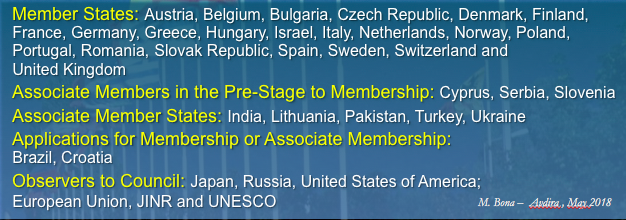 Member States: Austria, Belgium, Bulgaria, Czech Republic, Denmark, Finland,
France, Germany, Greece, Hungary, Israel, Italy, Netherlands, Norway, Poland,
Portugal, Romania, Slovak Republic, Spain, Sweden, Switzerland and
United Kingdom
Associate Members in the Pre-Stage to Membership: Cyprus, Serbia, Slovenia
Associate Member States: India, Lithuania, Pakistan, Turkey, Ukraine
Applications for Membership or Associate Membership:
Brazil, Croatia
Observers to Council: Japan, Russia, United States of America;
European Union, JINR and UNESCO
M. Bona – Aydira , May 2018